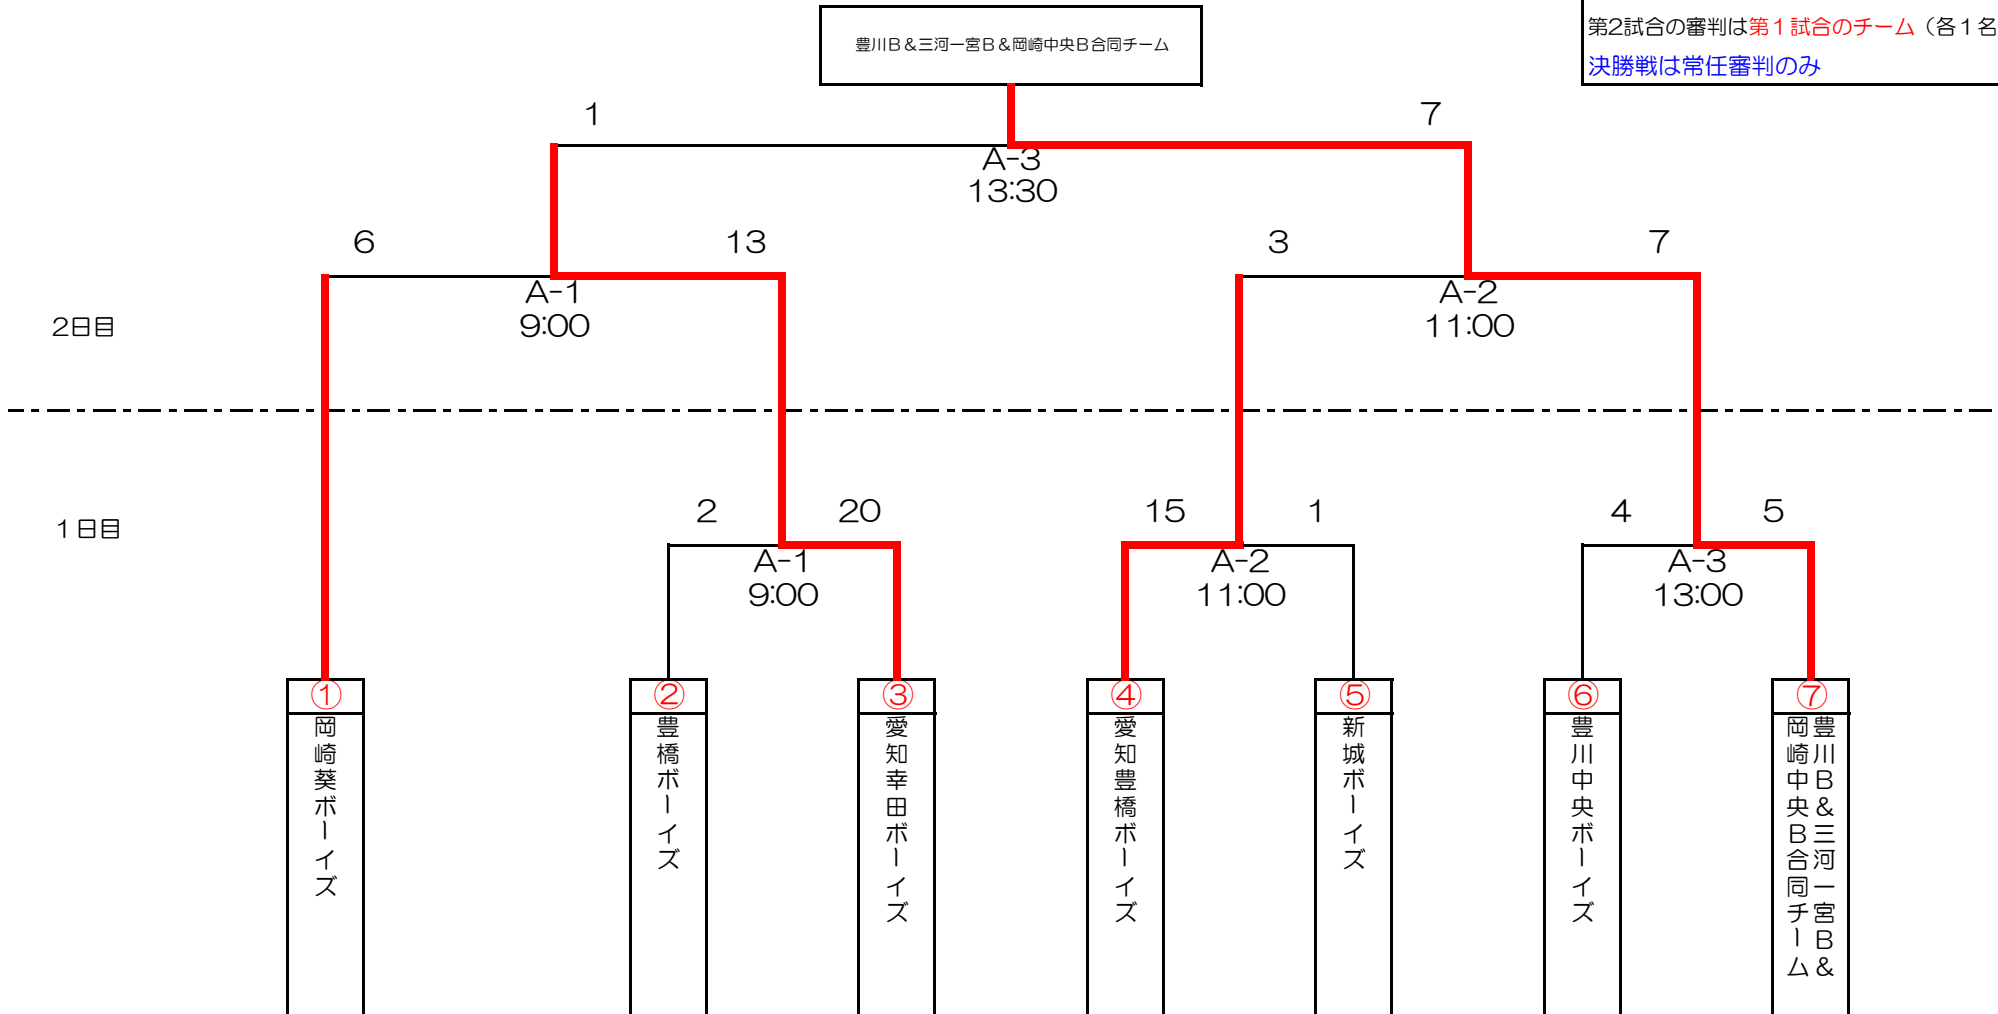 豊川B&三河一宮B&岡崎中央B合同チーム
第2試合の審判は第1試合のチーム（各1名
決勝戦は常任審判のみ
1
7
A-3
13:30
6
13
3
7
A-1
9:00
A-2
11:00
2日目
1日目
2
20
15
1
4
5
A-1
9:00
A-2
11:00
A-3
13:00
①
②
③
④
⑤
⑥
⑦
岡崎葵ボーイズ
豊橋ボーイズ
愛知幸田ボーイズ
愛知豊橋ボーイズ
新城ボーイズ
豊川中央ボーイズ
豊川B&三河一宮B&
岡崎中央B合同チーム